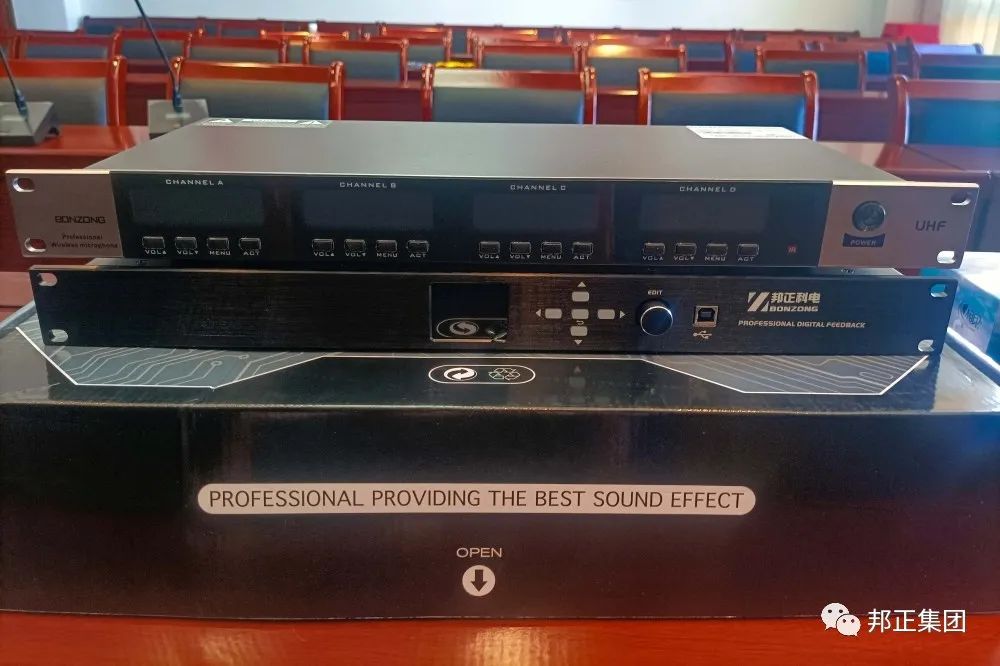 CHANNEL A
CHANNEL B
CHANNEL C
CHANNEL D
BONZONG
Professional
Wireless microphone
VOL▲ VOL▼ MENU ACT
VOL▲ VOL▼ MENU ACT
VOL▲ VOL▼ MENU ACT
VOL▲ VOL▼ MENU ACT
POWER
UHF
EDIT
邦正科电
BONZONG
PROFESSIONAL DIGITAL FEEDBACK
PROFESSIONAL PROVIDING THE BEST SOUND EFFECT
OPEN
邦正集团